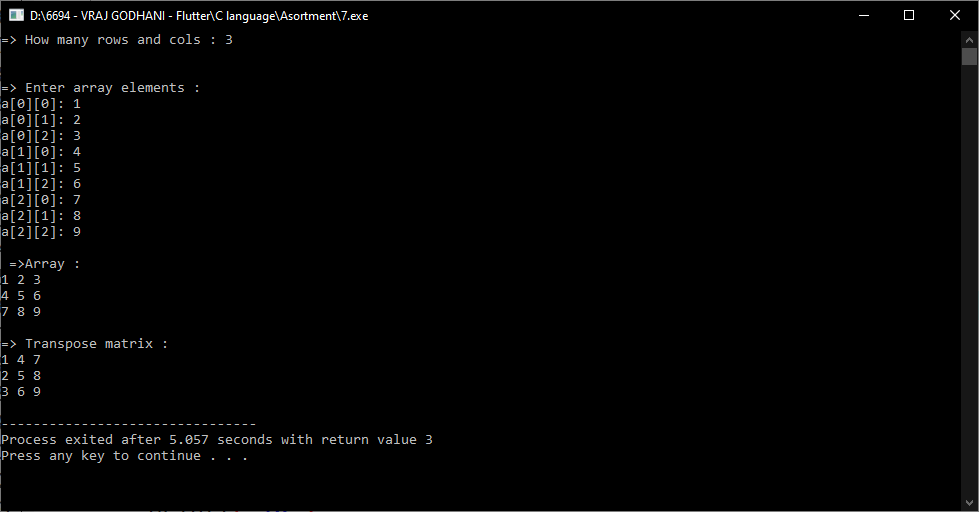 D:\6694 - VRAJ GODHANI - Flutter\C language\Asortment\7.exe
=> How many rows and cols : 3
=> Enter array elements :
a[0][0]: 1
a[0][1]: 2
a[0][2]: 3
a[1][0]: 4
a[1][1]: 5
a[1][2]: 6
a[2][0]: 7
a[2][1]: 8
a[2][2]: 9
=>Array :
1 2 3
4 5 6
7 8 9
=> Transpose matrix :
1 4 7
2 5 8
3 6 9
--------------------------------
Process exited after 5.057 seconds with return value 3
Press any key to continue . . .